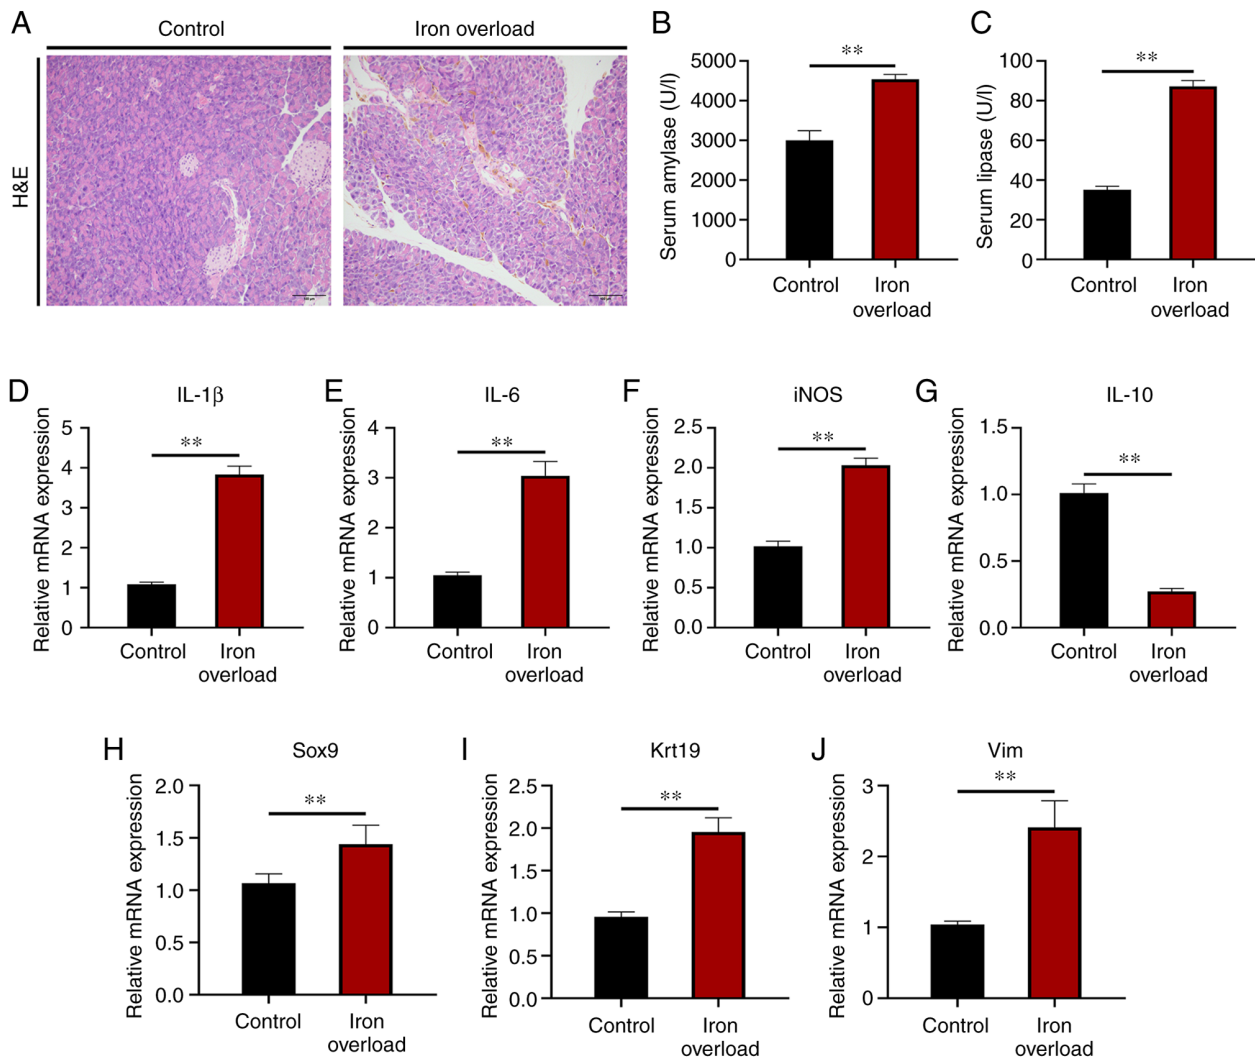 A
Control
Iron overload
H&E
B
Serum amylase (U/l)
5000
4000
3000
2000
1000
0
**
Control
Iron
overload
C
Serum lipase (U/l)
100
80
60
40
20
0
**
Control
Iron
overload
D
IL-1β
Relative mRNA expression
5
4
3
2
1
0
**
Control
Iron
overload
E
IL-6
Relative mRNA expression
4
3
2
1
0
**
Control
Iron
overload
F
iNOS
Relative mRNA expression
2.5
2.0
1.5
1.0
0.5
0.0
**
Control
Iron
overload
G
IL-10
Relative mRNA expression
1.5
1.0
0.5
0.0
**
Control
Iron
overload
H
Sox9
Relative mRNA expression
2.0
1.5
1.0
0.5
0.0
**
Control
Iron
overload
I
Krt19
Relative mRNA expression
2.5
2.0
1.5
1.0
0.5
0.0
**
Control
Iron
overload
J
Vim
Relative mRNA expression
3
2
1
0
**
Control
Iron
overload